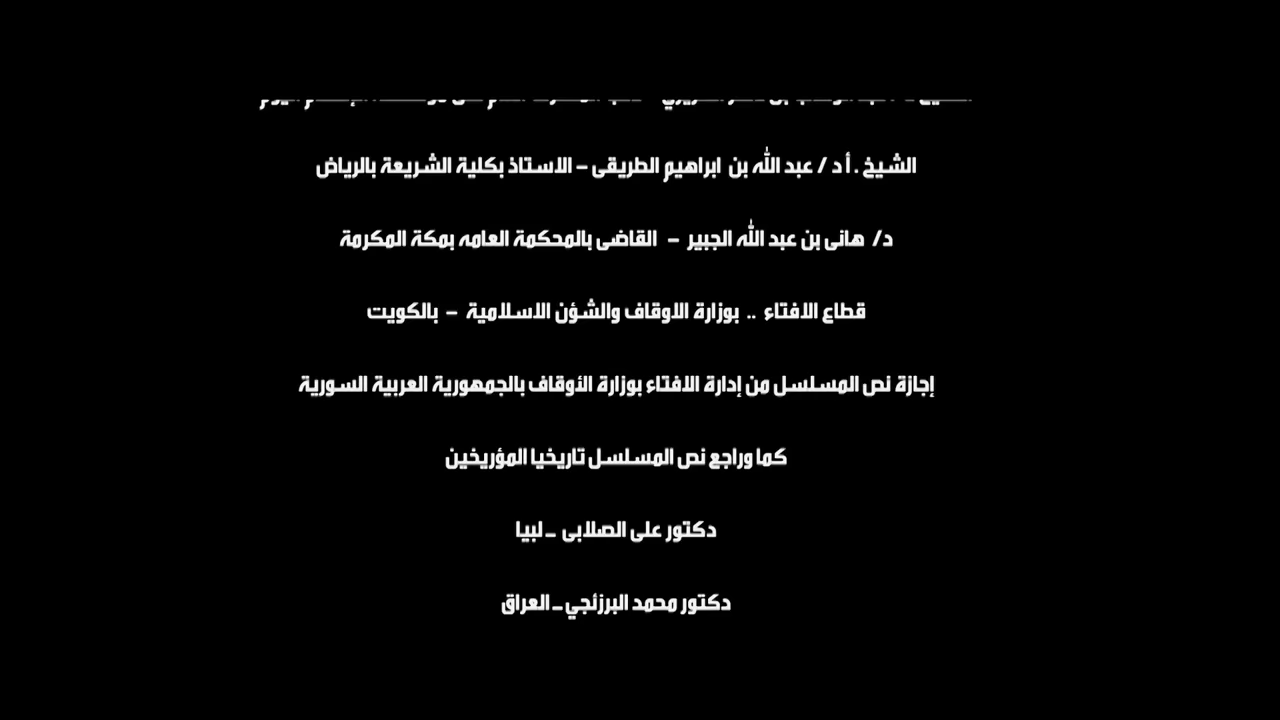 الشيخ . أ د / عبد الله بن ابراهيم الطريقى – الاستاذ بكلية الشريعة بالرياض
د/ هانى بن عبد الله الجبير – القاضى بالمحكمة العامه بمكة المكرمة
قطاع الافتاء .. بوزارة الاوقاف والشؤن الاسلامية – بالكويت
إجازة نص المسلسل من إدارة الافتاء بوزارة الأوقاف بالجمهورية العربية السورية
كما وراجع نص المسلسل تاريخيا المؤريخين
دكتور على الصلابى – لبيا
دكتور محمد البرزئجي – العراق